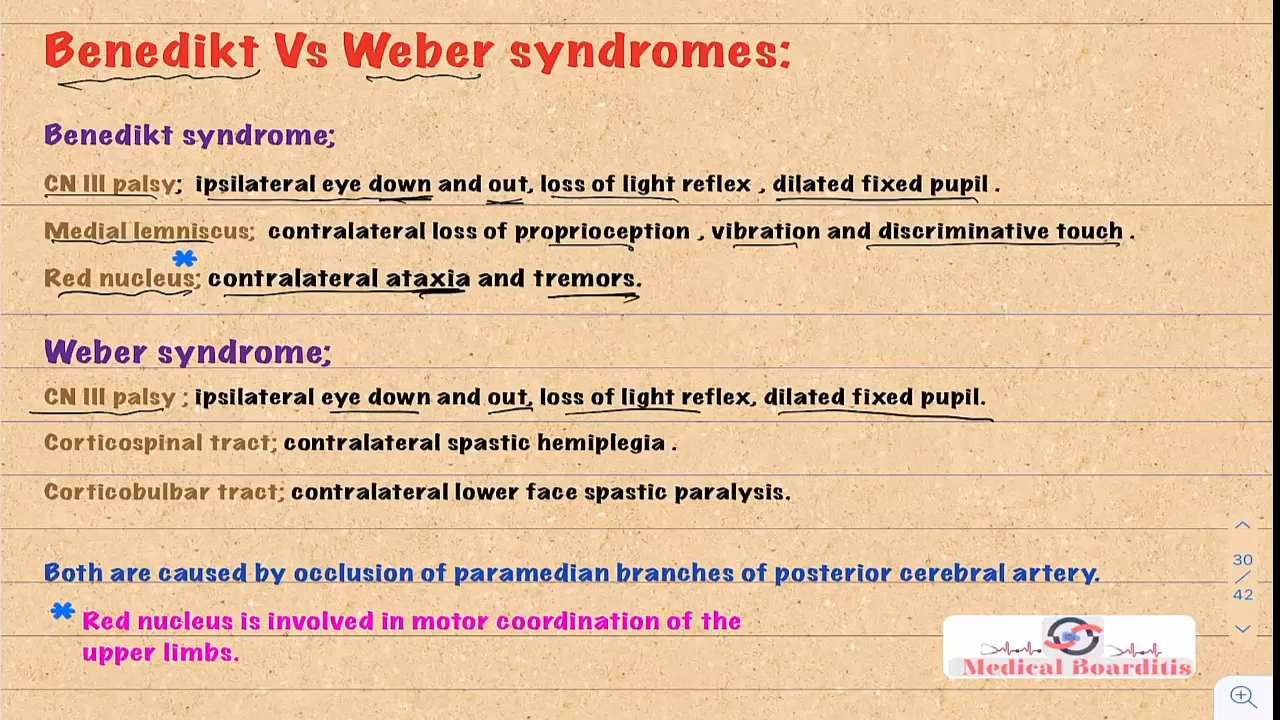 Benedikt Vs Weber syndromes:
Benedikt syndrome;
CN III palsy; ipsilateral eye down and out, loss of light reflex , dilated fixed pupil .
Medial lemniscus; contralateral loss of proprioception , vibration and discriminative touch .
Red nucleus; contralateral ataxia and tremors.
Weber syndrome;
CN III palsy ; ipsilateral eye down and out, loss of light reflex, dilated fixed pupil.
Corticospinal tract; contralateral spastic hemiplegia .
Corticobulbar tract; contralateral lower face spastic paralysis.
Both are caused by occlusion of paramedian branches of posterior cerebral artery.
* Red nucleus is involved in motor coordination of the
upper limbs.
30
/
42
Medical Boarditis